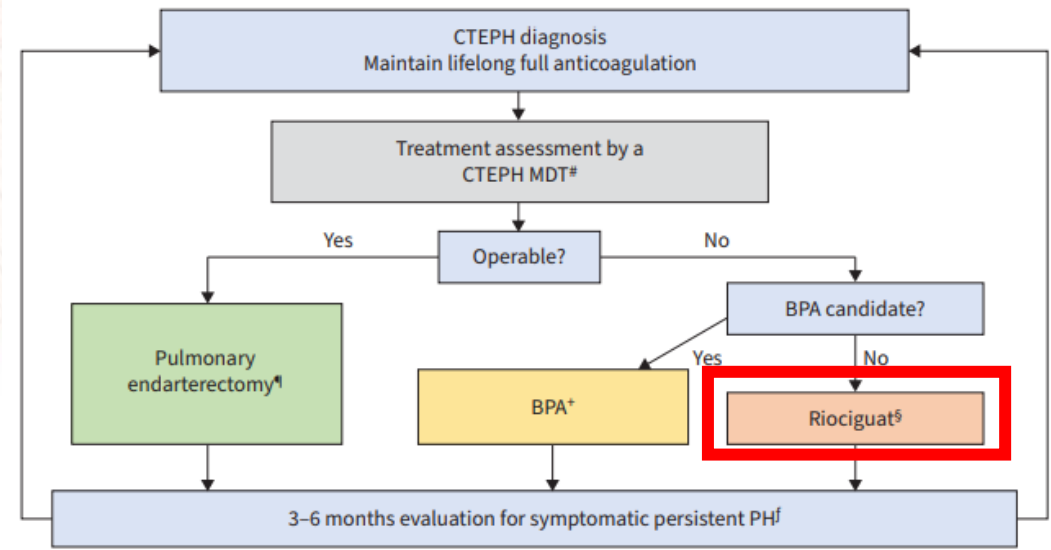 CTEPH diagnosis
Maintain lifelong full anticoagulation
Treatment assessment by a
CTEPH MDT#
Yes
Operable?
No
BPA candidate?
Pulmonary
endarterectomy¶
Yes
No
BPA+
Riociguat§
3–6 months evaluation for symptomatic persistent PHƒ